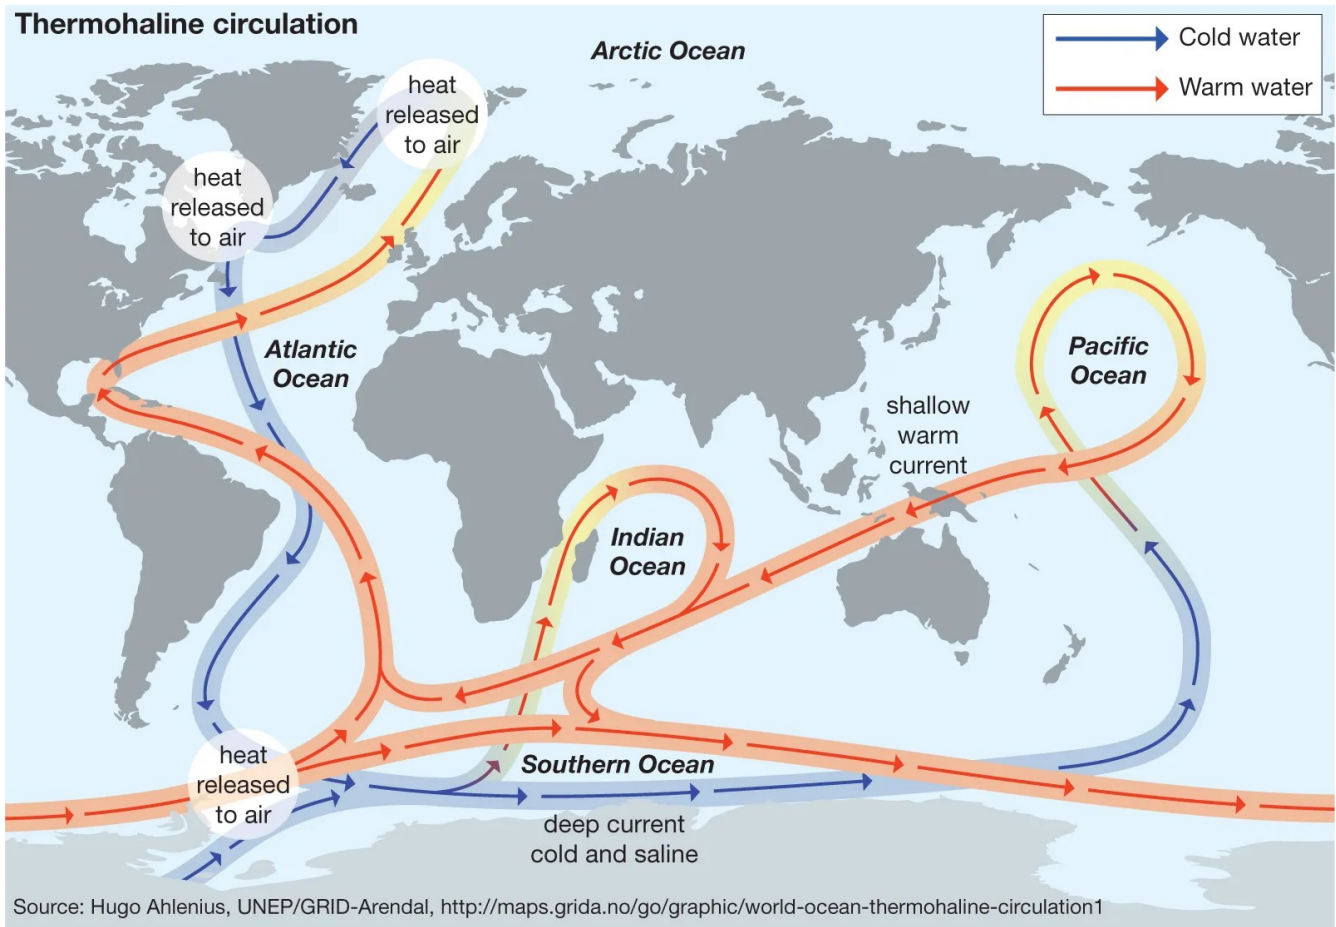 Thermohaline circulation
Arctic Ocean
Cold water
Warm water
heat
released
to air
heat
released
to air
Atlantic
Ocean
Pacific
Ocean
shallow
warm
current
Indian
Ocean
heat
released
to air
Southern Ocean
deep current
cold and saline
Source: Hugo Ahlenius, UNEP/GRID-Arendal, http://maps.grida.no/go/graphic/world-ocean-thermohaline-circulation1